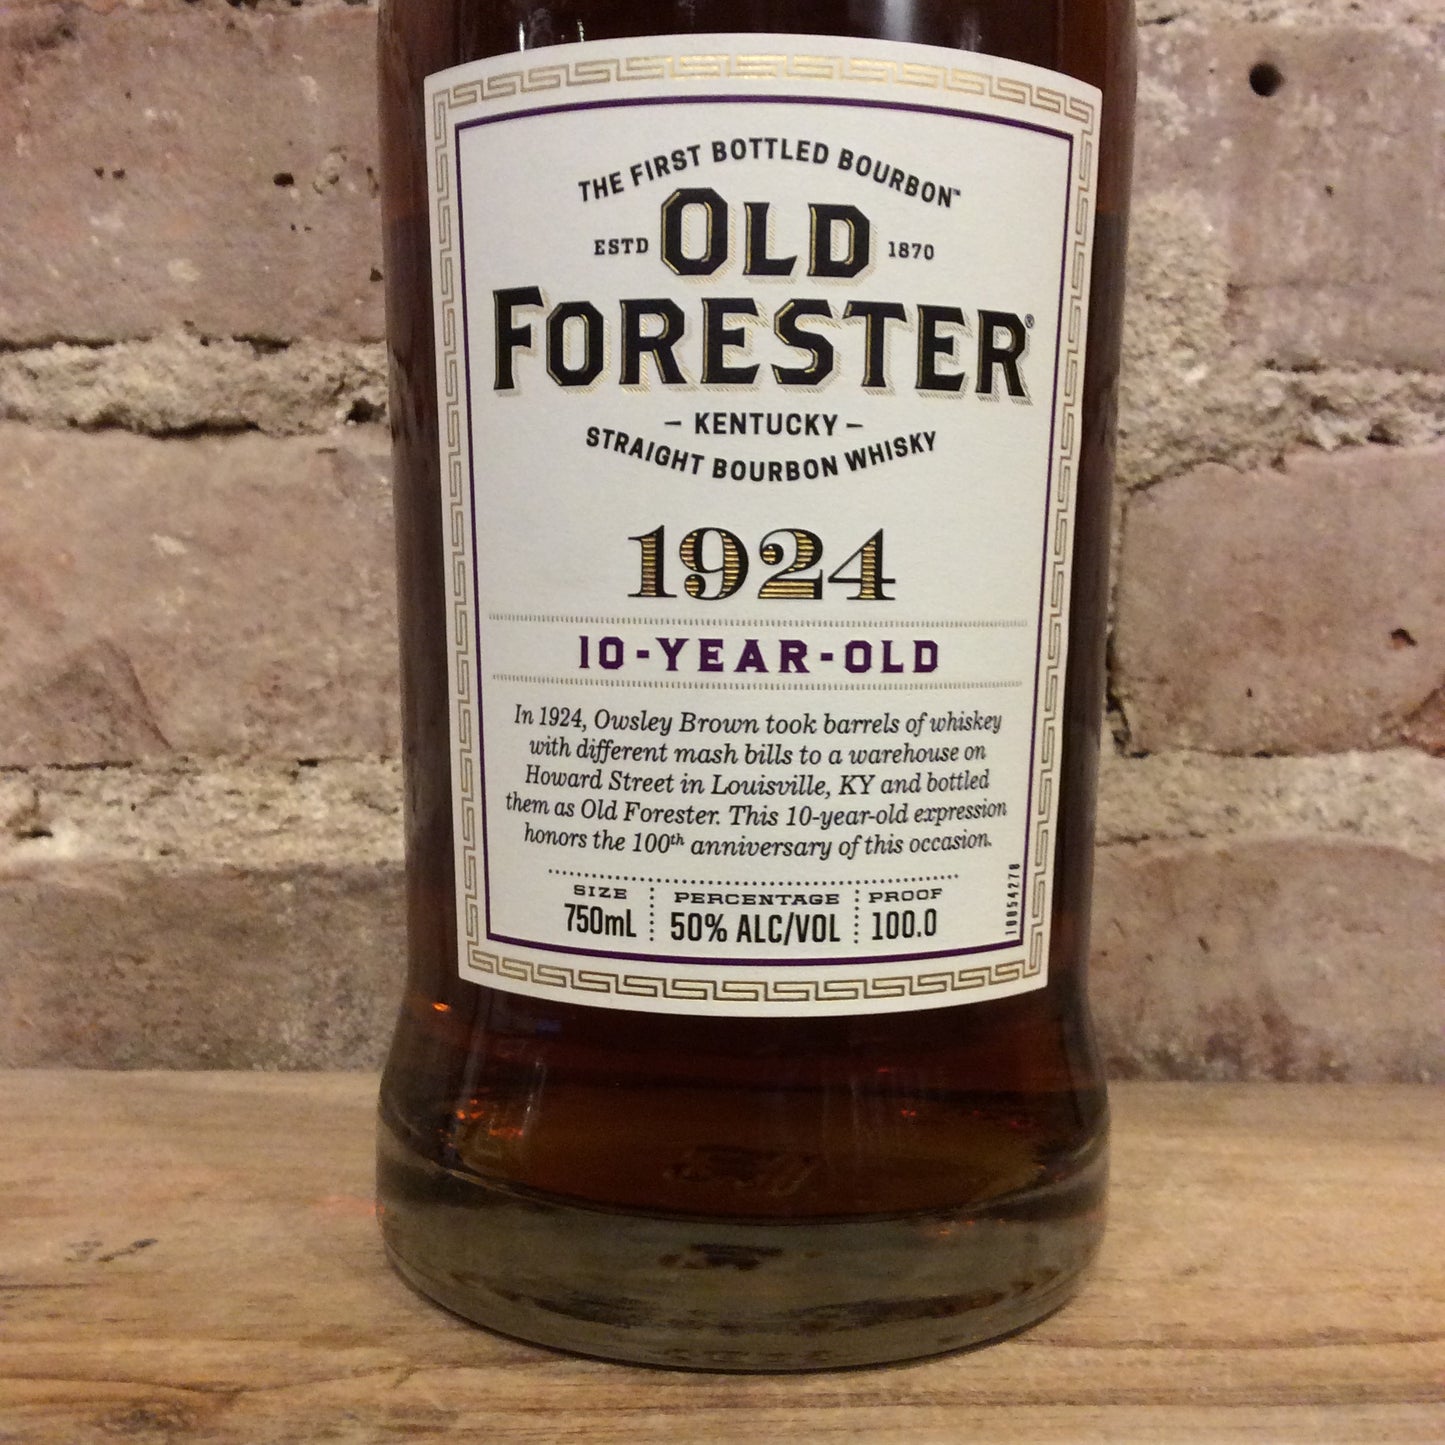 THE FIRST BOTTLED BOURBON™
ESTD OLD 1870
FORESTER®
– KENTUCKY –
STRAIGHT BOURBON WHISKY
1924
10-YEAR-OLD
In 1924, Owsley Brown took barrels of whiskey
with different mash bills to a warehouse on
Howard Street in Louisville, KY and bottled
them as Old Forester. This 10-year-old expression
honors the 100th anniversary of this occasion.
SIZE PERCENTAGE PROOF
750mL 50% ALC/VOL 100.0